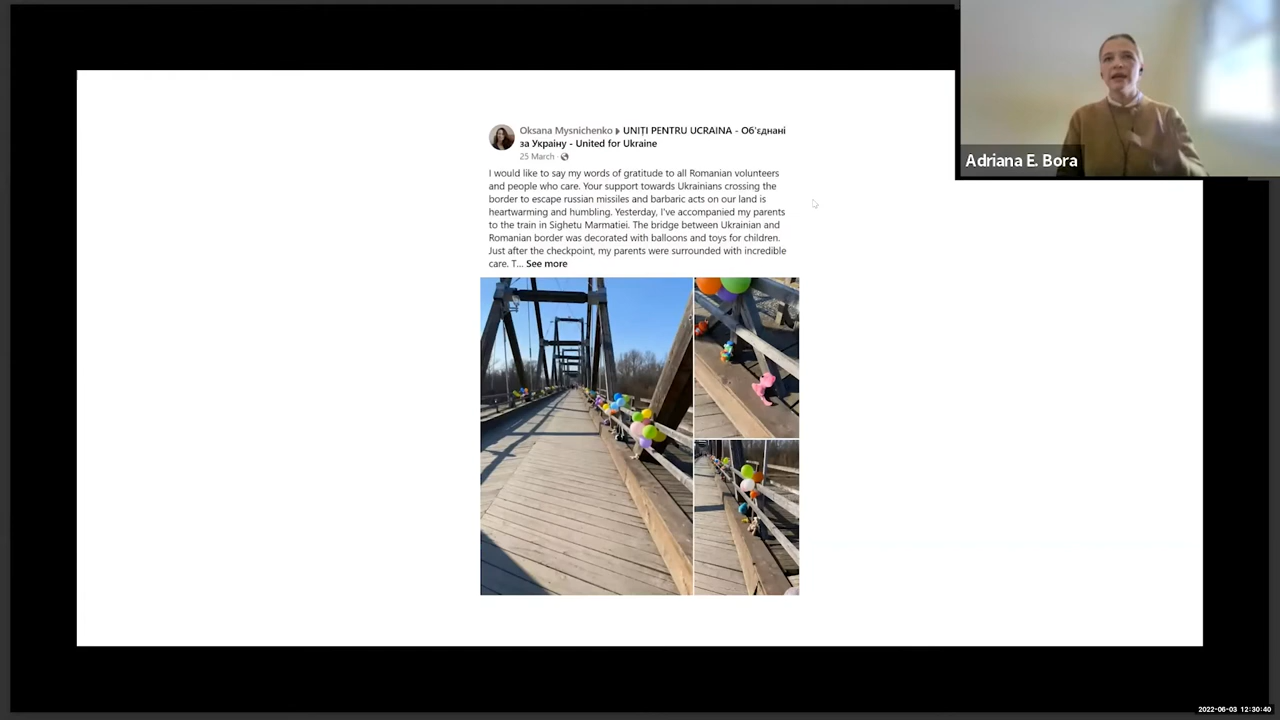 Adriana E. Bora
Oksana Mysnichenko ▸ UNIȚI PENTRU UCRAINA - Об'єднані
за Україну - United for Ukraine
25 March ·
I would like to say my words of gratitude to all Romanian volunteers
and people who care. Your support towards Ukrainians crossing the
border to escape russian missiles and barbaric acts on our land is
heartwarming and humbling. Yesterday, I've accompanied my parents
to the train in Sighetu Marmatiei. The bridge between Ukrainian and
Romanian border was decorated with balloons and toys for children.
Just after the checkpoint, my parents were surrounded with incredible
care. T... See more
2022-06-03 12:30:40